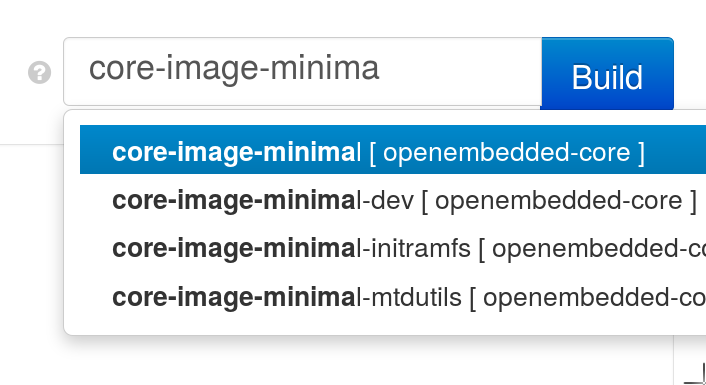 ?
core-image-minima
Build
core-image-minimal [ openembedded-core ]
core-image-minimal-dev [ openembedded-core ]
core-image-minimal-initramfs [ openembedded-co
core-image-minimal-mtdutils [ openembedded-co